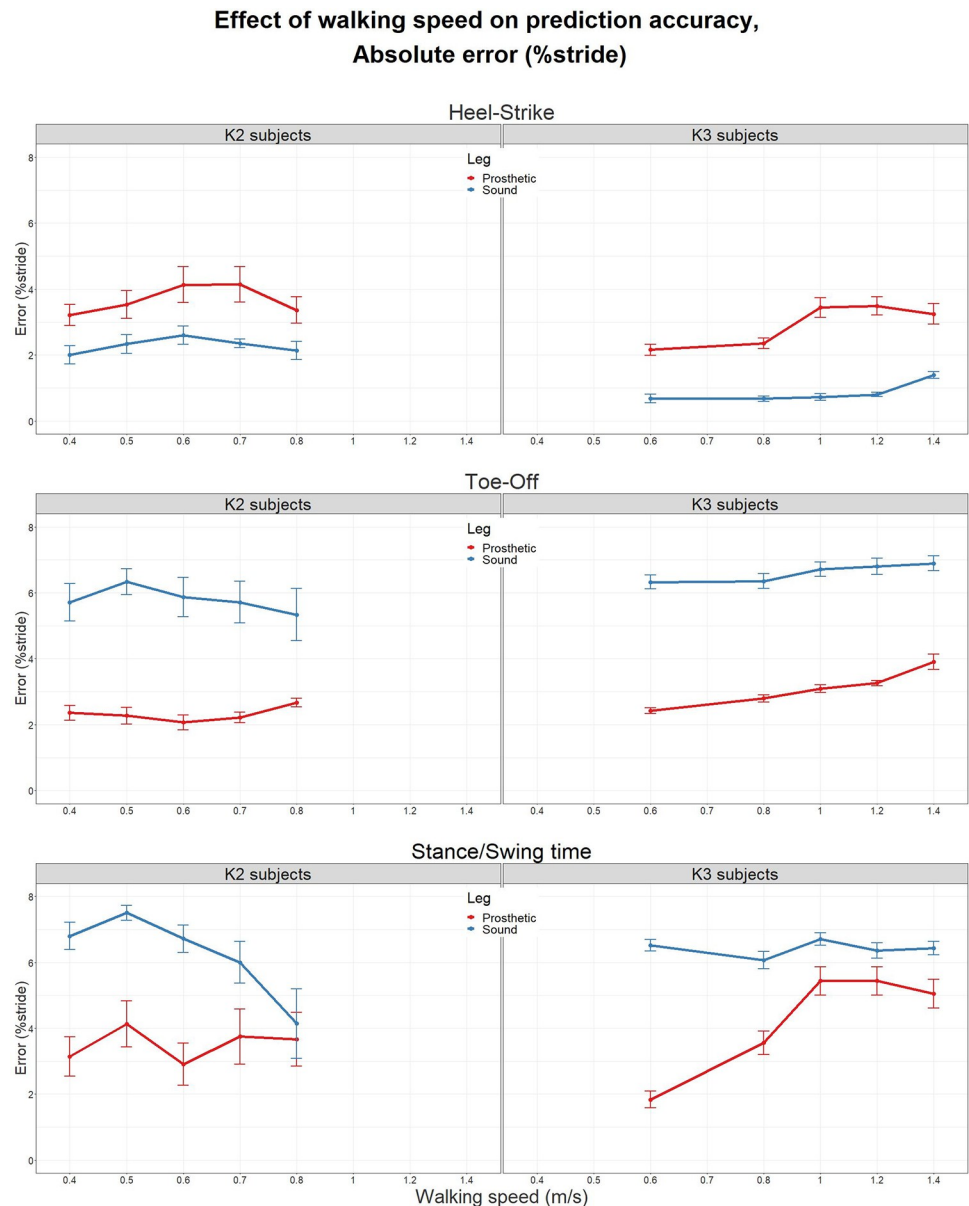 Effect of walking speed on prediction accuracy,
Absolute error (%stride)
Heel-Strike
K2 subjects
K3 subjects
Leg
Prosthetic
Sound
Error (%stride)
8
6
4
2
0
0.4 0.5 0.6 0.7 0.8 1 1.2 1.4
0.4 0.5 0.6 0.7 0.8 1 1.2 1.4
Toe-Off
K2 subjects
K3 subjects
Leg
Prosthetic
Sound
Error (%stride)
8
6
4
2
0
0.4 0.5 0.6 0.7 0.8 1 1.2 1.4
0.4 0.5 0.6 0.7 0.8 1 1.2 1.4
Stance/Swing time
K2 subjects
K3 subjects
Leg
Prosthetic
Sound
Error (%stride)
8
6
4
2
0
0.4 0.5 0.6 0.7 0.8 1 1.2 1.4
0.4 0.5 0.6 0.7 0.8 1 1.2 1.4
Walking speed (m/s)